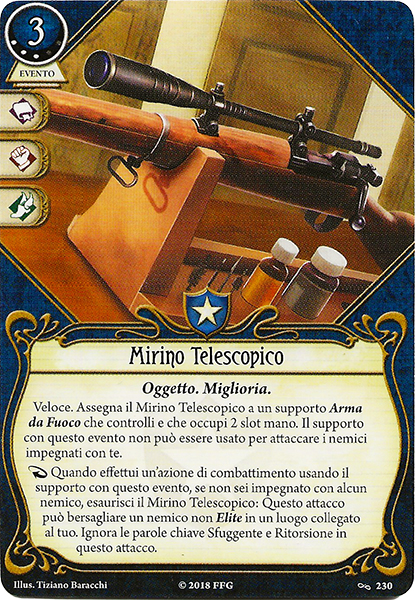 3
EVENTO
Mirino Telescopico
Oggetto. Miglioria.
Veloce. Assegna il Mirino Telescopico a un supporto Arma
da Fuoco che controlli e che occupi 2 slot mano. Il supporto
con questo evento non può essere usato per attaccare i nemici
impegnati con te.
Quando effettui un'azione di combattimento usando il
supporto con questo evento, se non sei impegnato con alcun
nemico, esaurisci il Mirino Telescopico: Questo attacco
può bersagliare un nemico non Elite in un luogo collegato
al tuo. Ignora le parole chiave Sfuggente e Ritorsione in
questo attacco.
Illus. Tiziano Baracchi © 2018 FFG 230